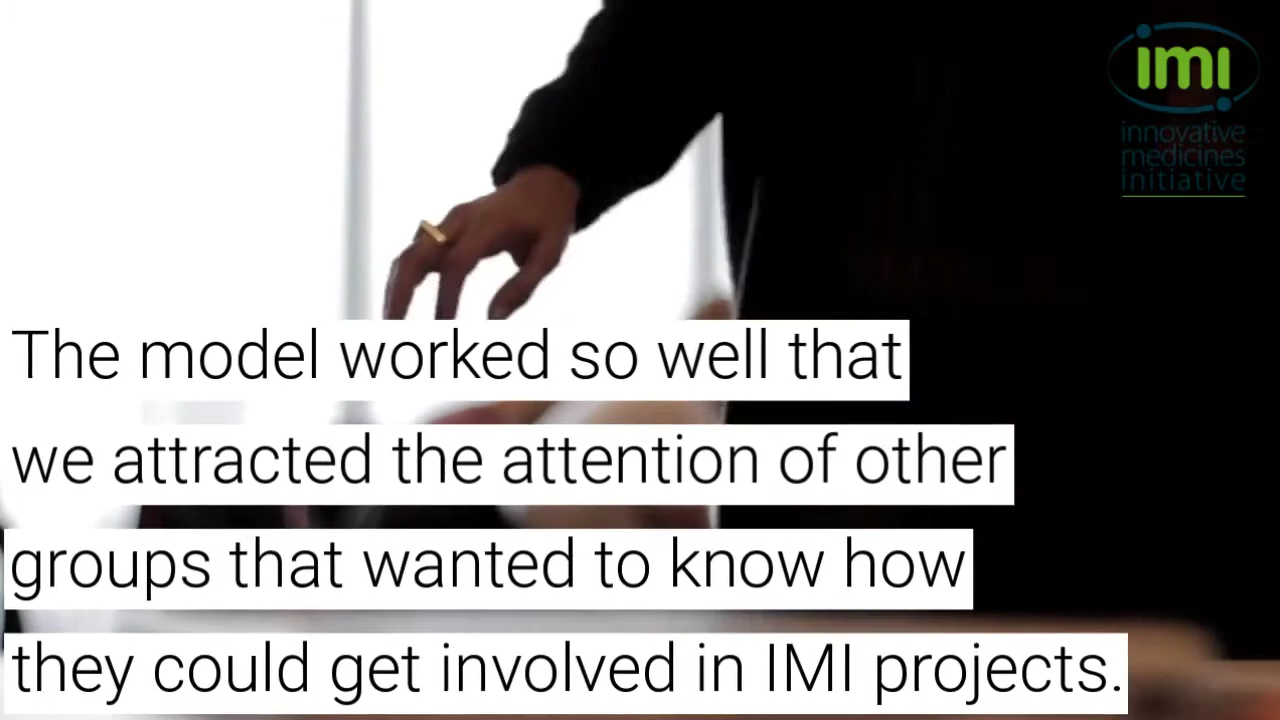 imi
innovative
medicines
initiative
The model worked so well that
we attracted the attention of other
groups that wanted to know how
they could get involved in IMI projects.